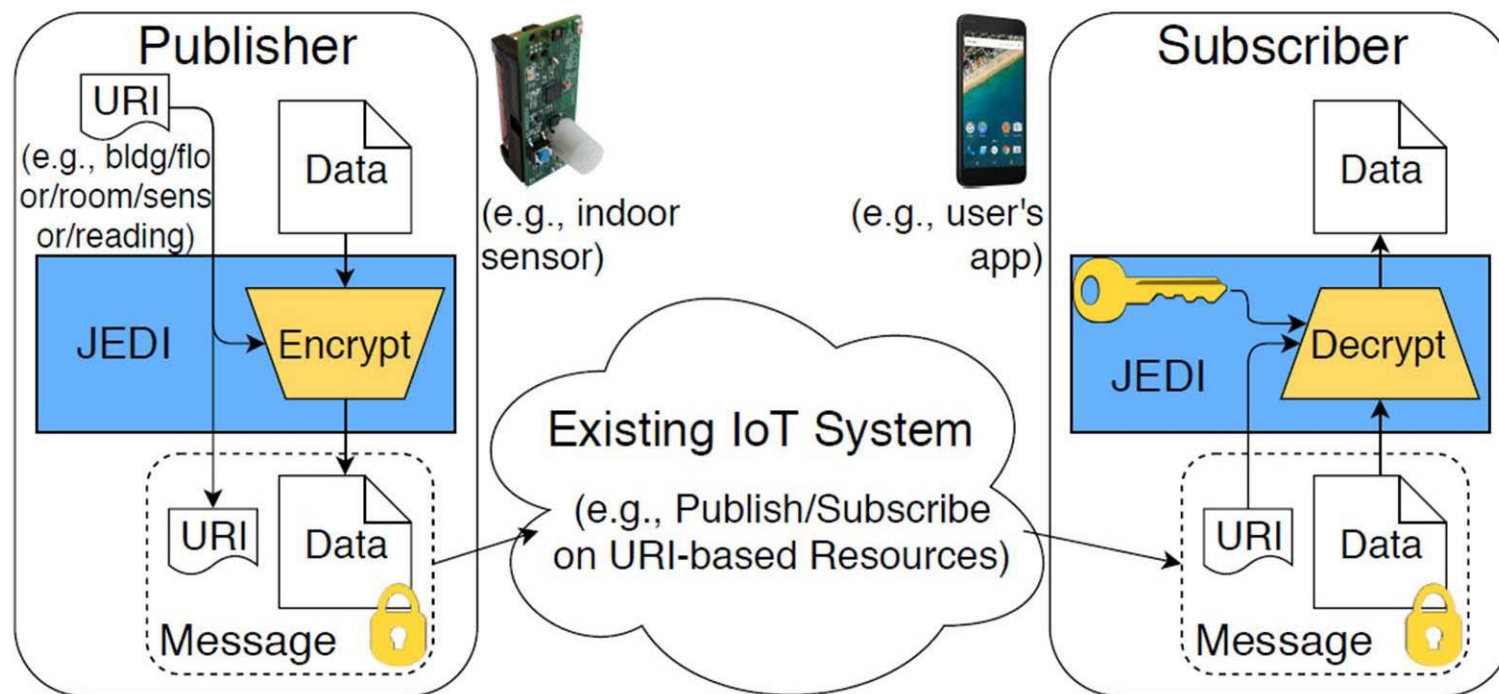 Publisher
URI
(e.g., bldg/flo
or/room/sens
or/reading)
Data
JEDI
Encrypt
URI
Data
Message
(e.g., indoor
sensor)
(e.g., user's
app)
Existing IoT System
(e.g., Publish/Subscribe
on URI-based Resources)
Subscriber
Data
JEDI
Decrypt
URI
Data
Message